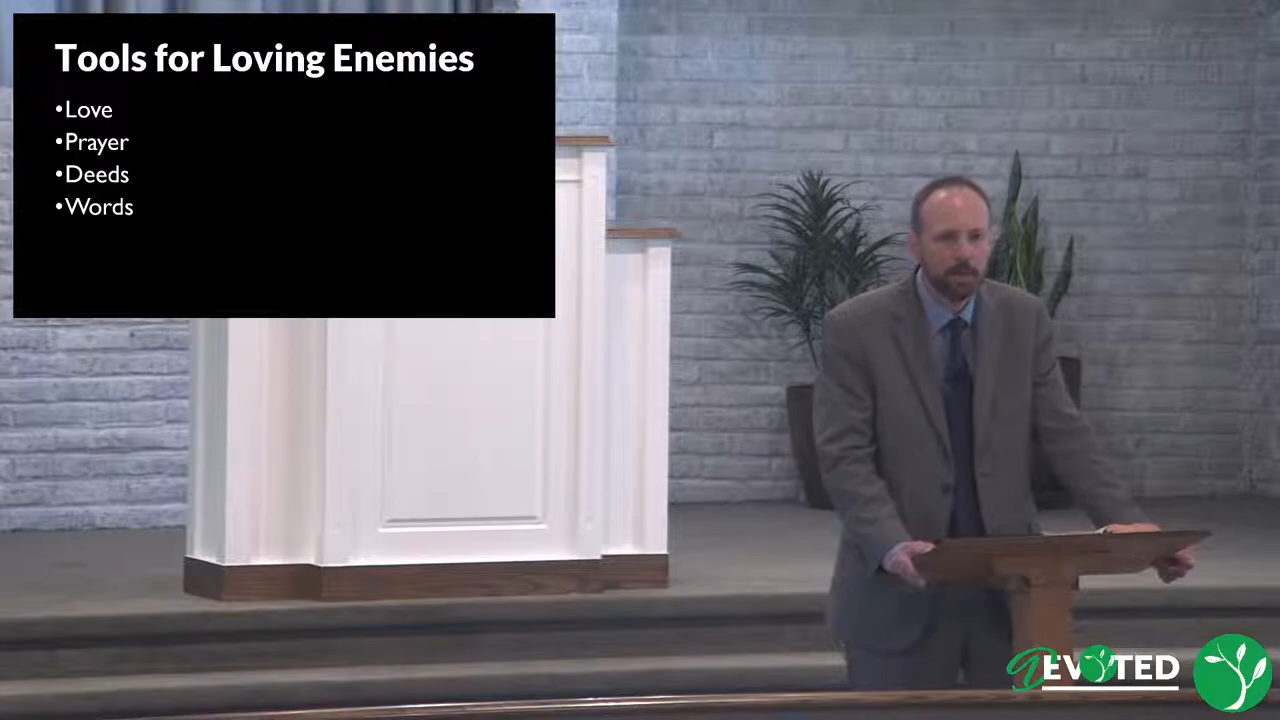 Tools for Loving Enemies
•Love
•Prayer
•Deeds
•Words
DEVOTED